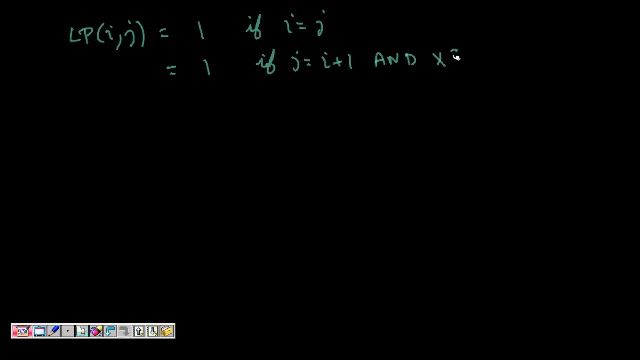 LP(i,j) = 1 if i = j
= 1 if j = i+1 AND X